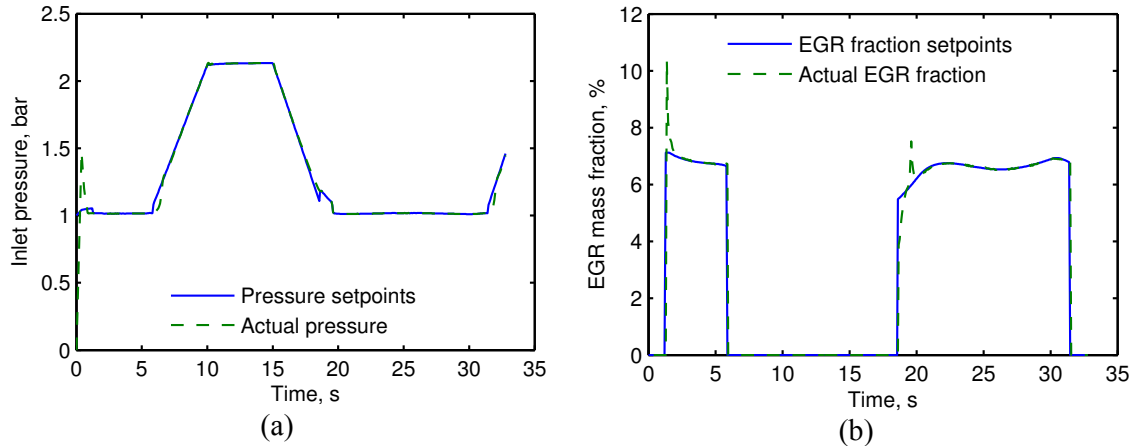 2.5
2
1.5
1
0.5
0
Inlet pressure, bar
Pressure setpoints
Actual pressure
0 5 10 15 20 25 30 35
Time, s
(a)
12
10
8
6
4
2
0
EGR mass fraction, %
EGR fraction setpoints
Actual EGR fraction
0 5 10 15 20 25 30 35
Time, s
(b)